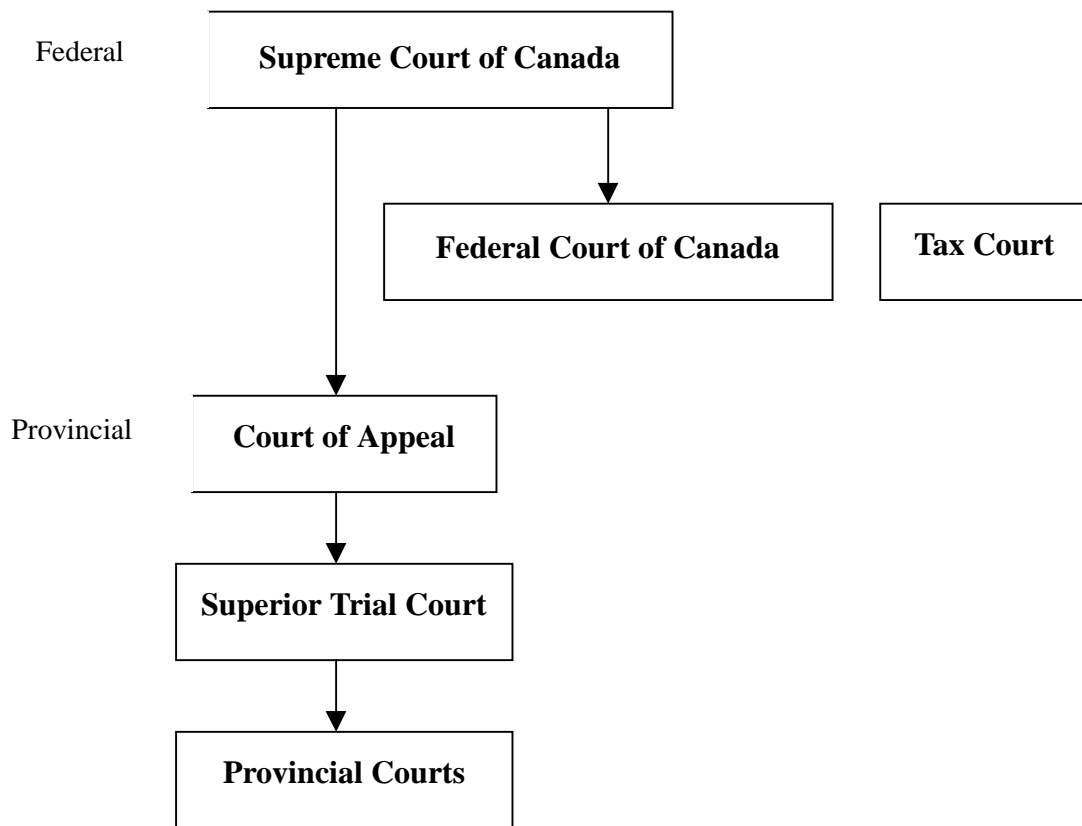 Federal
Supreme Court of Canada
Federal Court of Canada
Tax Court
Provincial
Court of Appeal
Superior Trial Court
Provincial Courts